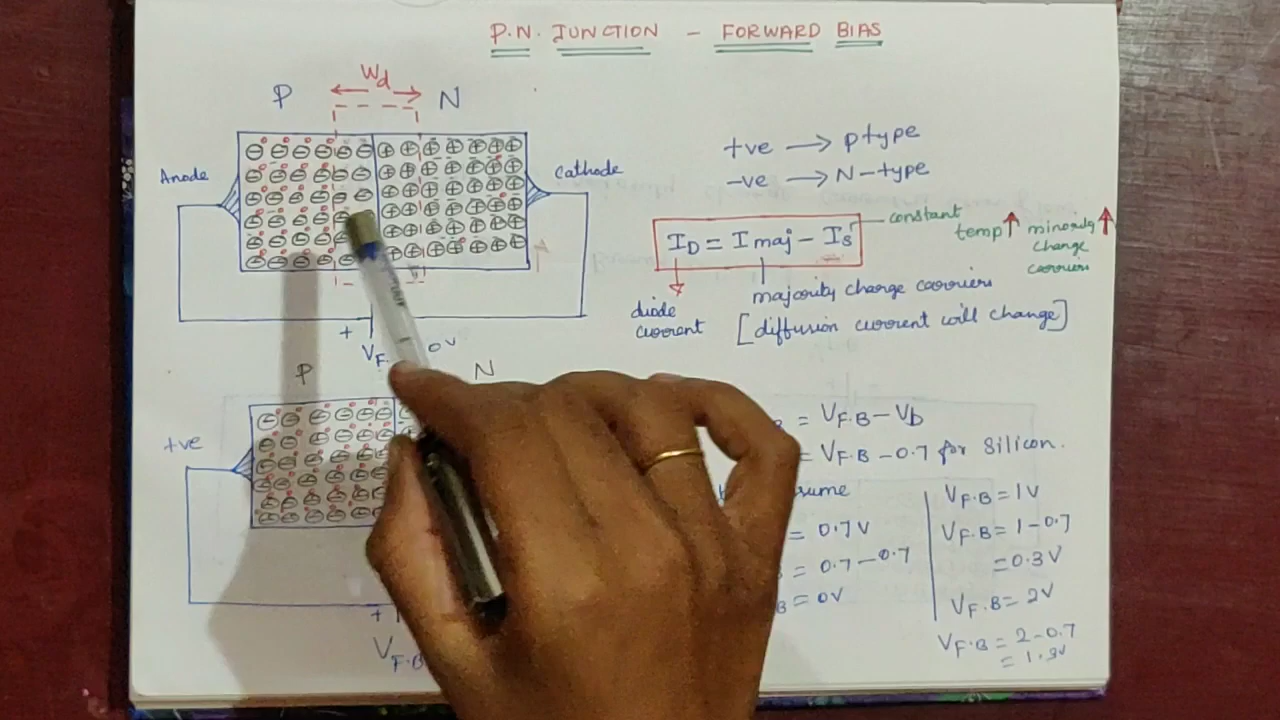 P.N. JUNCTION - FORWARD BIAS
Wd
P N
Anode
Cathode
+ve → p type
-ve → N-type
ID = I maj - Is
constant
temp↑ minority change carriers ↑
diode current
majority charge carriers
[diffusion current will change]
+
VF. 0V
P N
+ve
= VF.B - Vb
= VF.B - 0.7 for Silicon.
VF.B = 1V
= 0.7V
VF.B = 1-0.7
= 0.7-0.7
=0.3V
B = 0V
VF.B = 2V
VF.B = 2-0.7
= 1.3V
+
VF.B